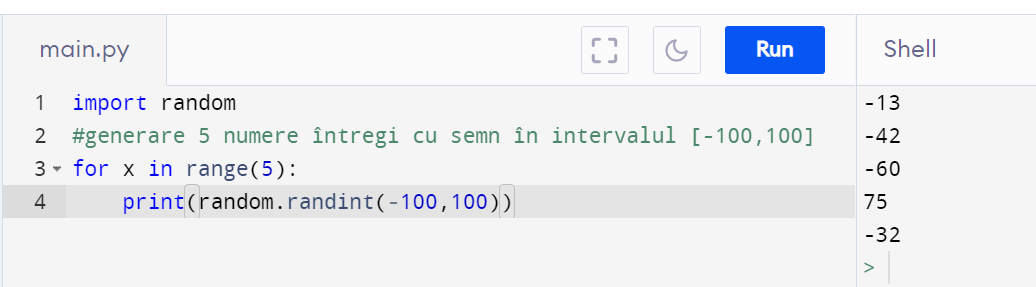 main.py Run Shell
1 import random
2 #generare 5 numere întregi cu semn în intervalul [-100,100]
3 for x in range(5):
4     print(random.randint(-100,100))
-13
-42
-60
75
-32
>